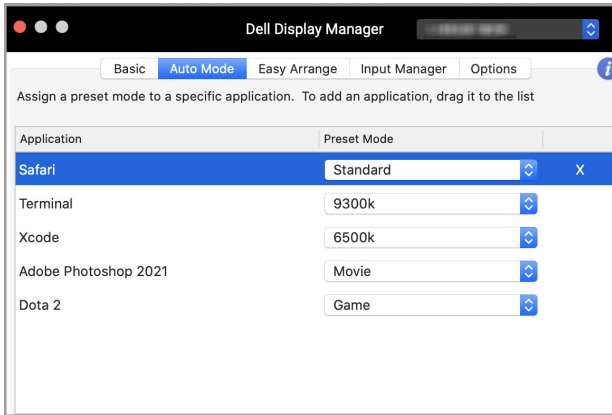 Dell Display Manager
Basic Auto Mode Easy Arrange Input Manager Options i
Assign a preset mode to a specific application. To add an application, drag it to the list
Application Preset Mode
Safari Standard X
Terminal 9300k
Xcode 6500k
Adobe Photoshop 2021 Movie
Dota 2 Game